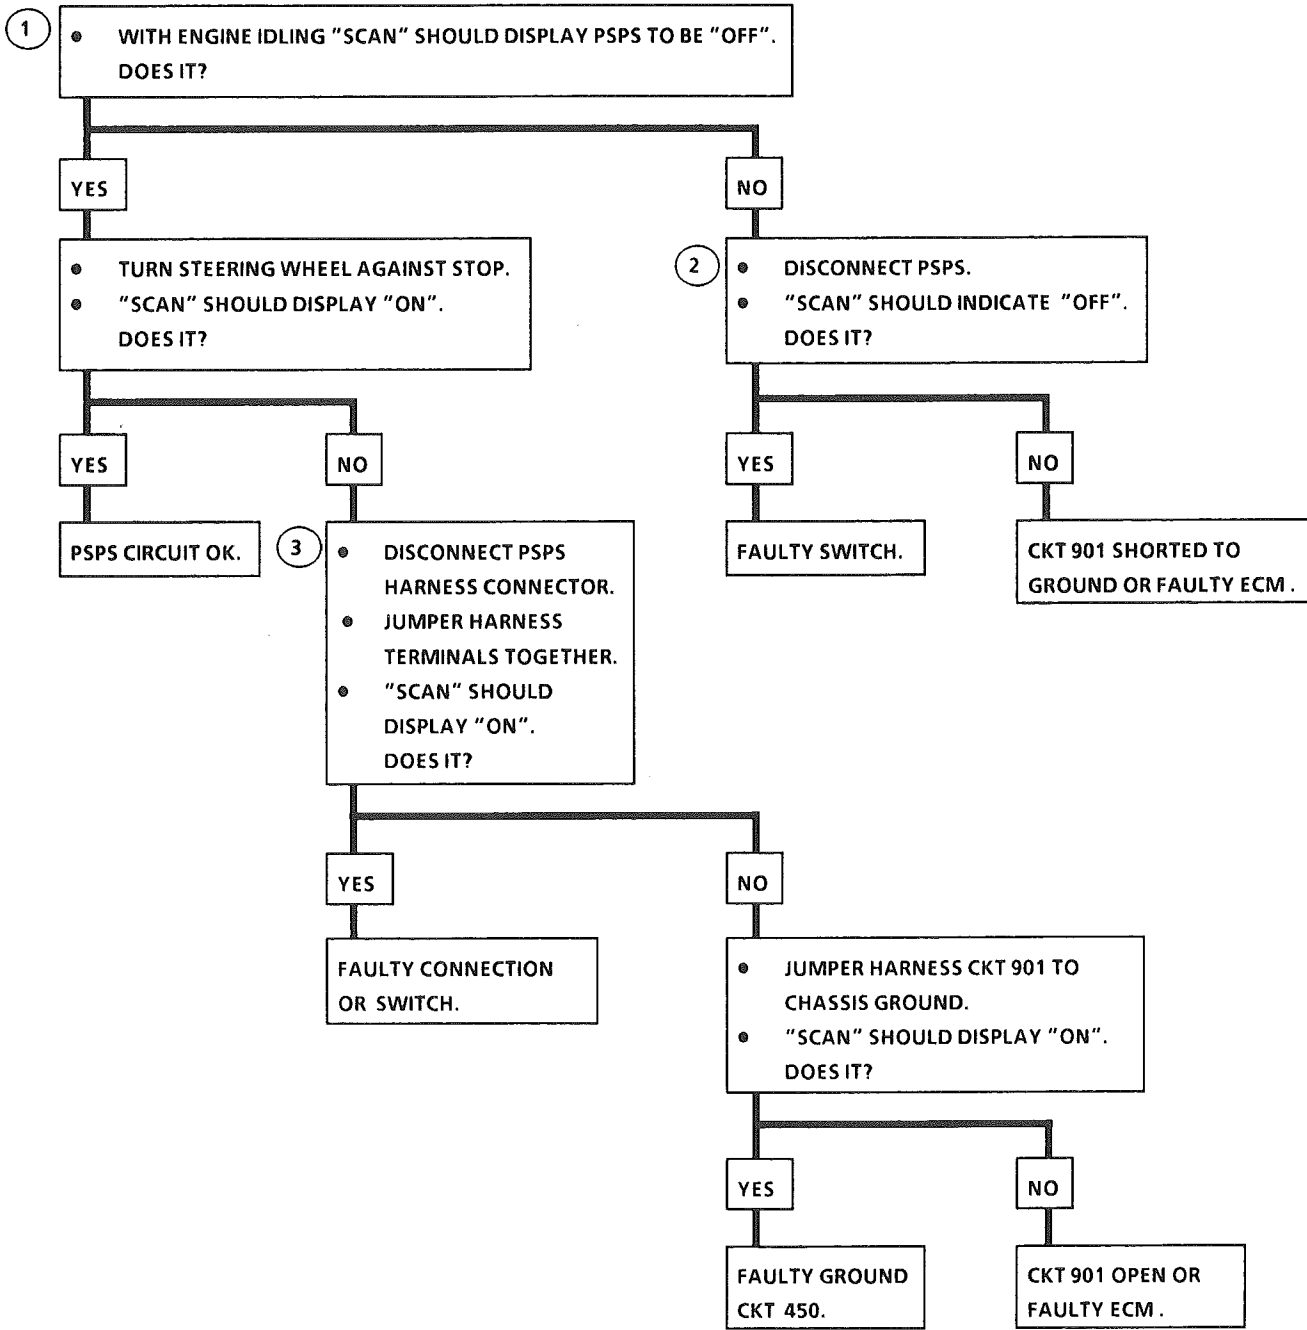 1
● WITH ENGINE IDLING "SCAN" SHOULD DISPLAY PSPS TO BE "OFF".
DOES IT?
YES
NO
● TURN STEERING WHEEL AGAINST STOP.
● "SCAN" SHOULD DISPLAY "ON".
DOES IT?
2
● DISCONNECT PSPS.
● "SCAN" SHOULD INDICATE "OFF".
DOES IT?
YES
NO
YES
NO
PSPS CIRCUIT OK.
3
● DISCONNECT PSPS
HARNESS CONNECTOR.
● JUMPER HARNESS
TERMINALS TOGETHER.
● "SCAN" SHOULD
DISPLAY "ON".
DOES IT?
FAULTY SWITCH.
CKT 901 SHORTED TO
GROUND OR FAULTY ECM .
YES
NO
FAULTY CONNECTION
OR SWITCH.
● JUMPER HARNESS CKT 901 TO
CHASSIS GROUND.
● "SCAN" SHOULD DISPLAY "ON".
DOES IT?
YES
NO
FAULTY GROUND
CKT 450.
CKT 901 OPEN OR
FAULTY ECM .